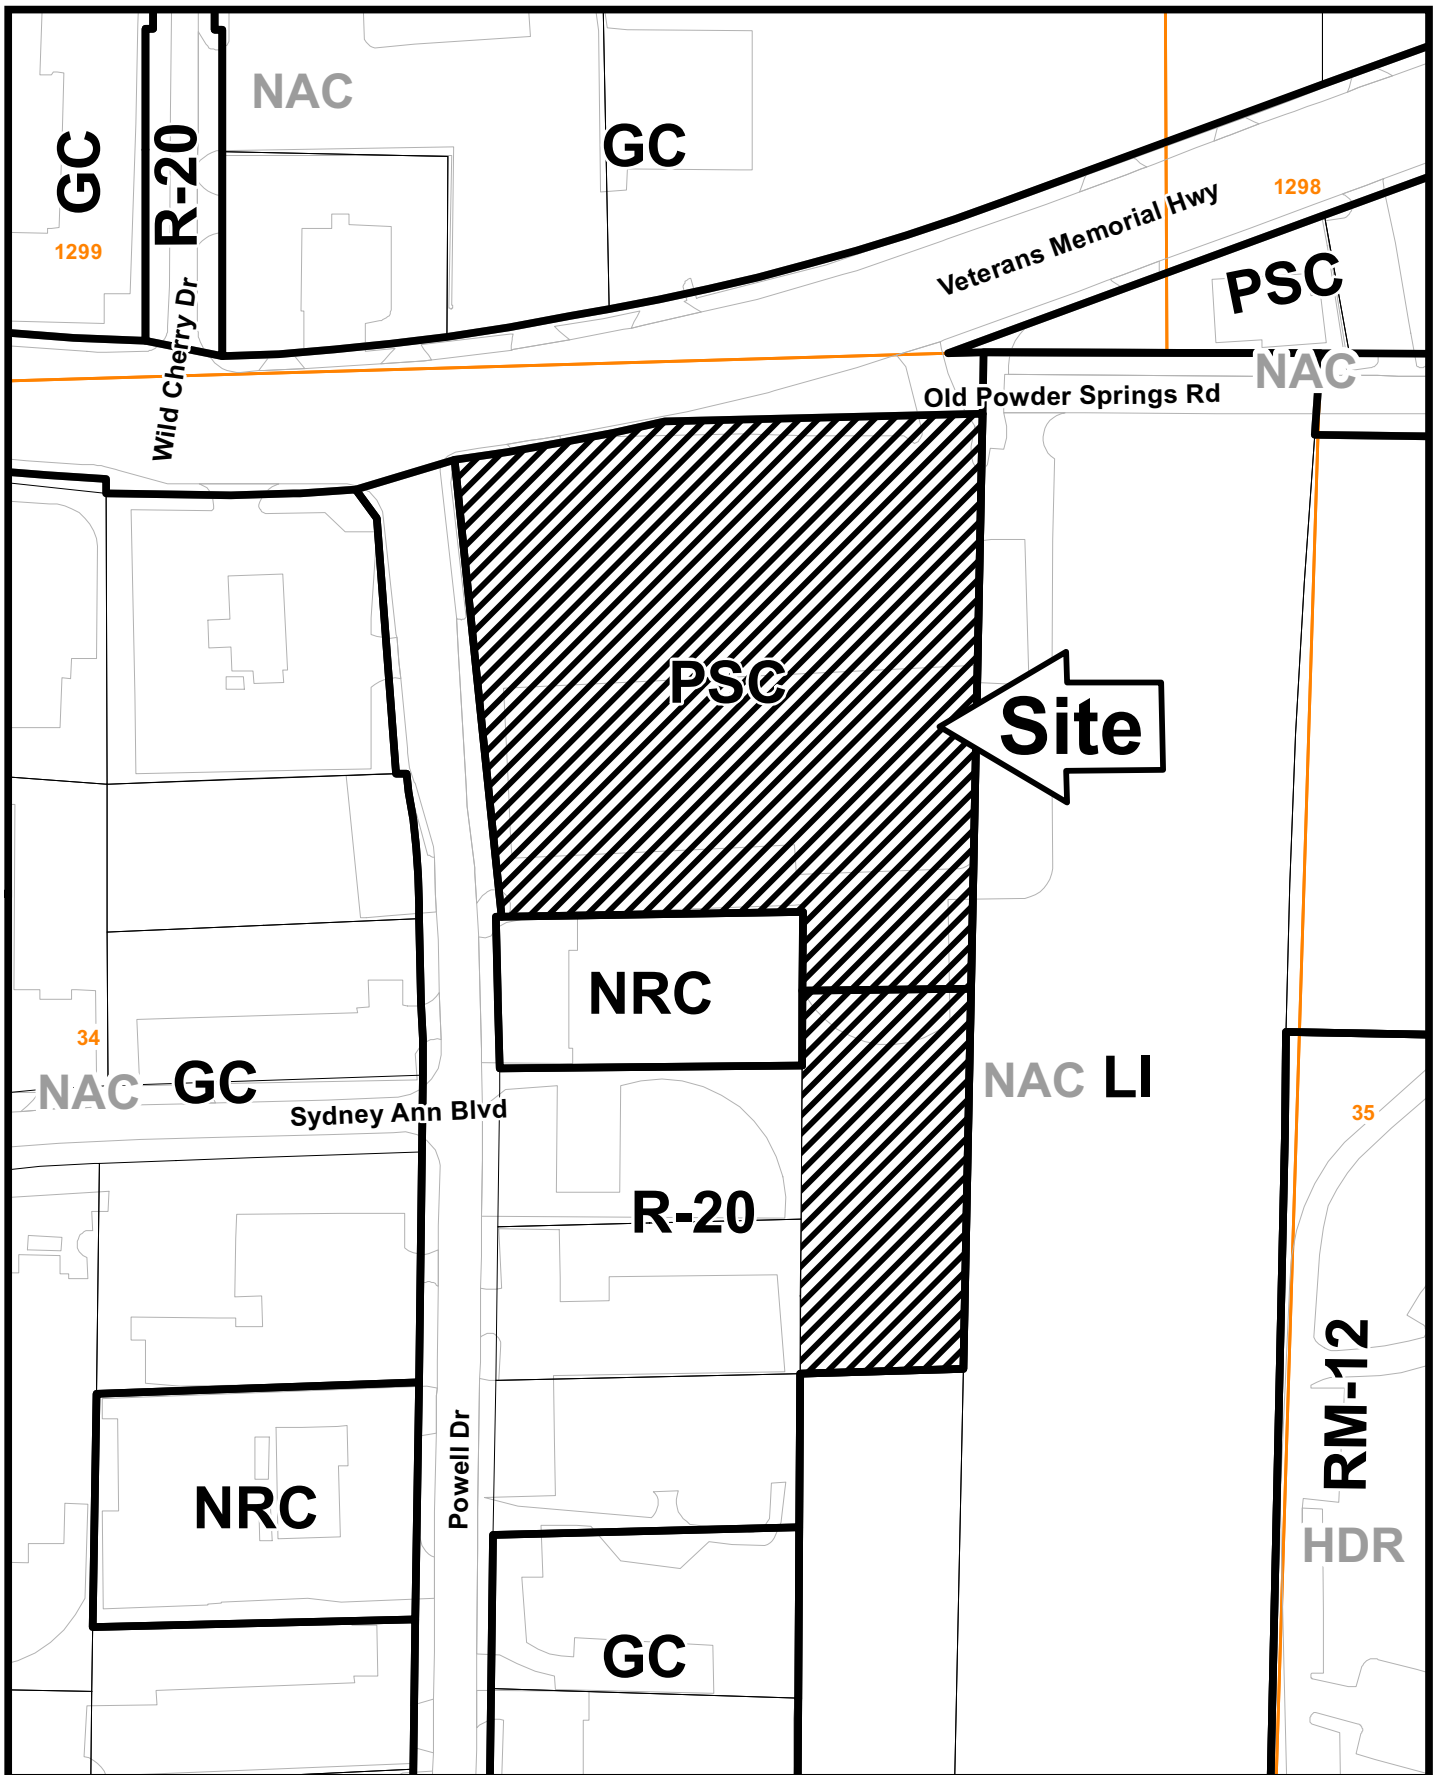 NAC
GC
R-20
GC
1298
Veterans Memorial Hwy
1299
PSC
Wild Cherry Dr
NAC
Old Powder Springs Rd
PSC
Site
NRC
34
NAC
GC
NAC
LI
Sydney Ann Blvd
35
R-20
RM-12
Powell Dr
NRC
HDR
GC